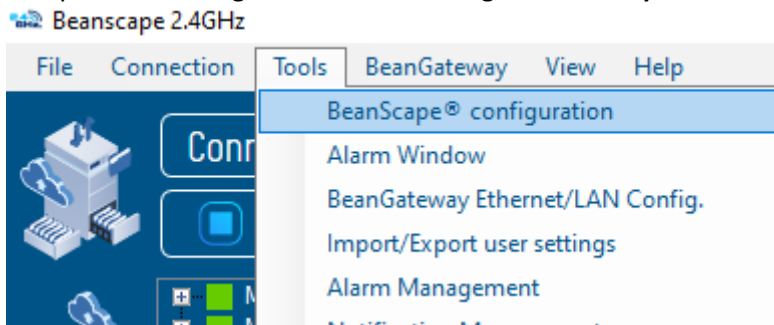 Beanscape 2.4GHz
File Connection Tools BeanGateway View Help
BeanScape® configuration
Alarm Window
BeanGateway Ethernet/LAN Config.
Import/Export user settings
Alarm Management